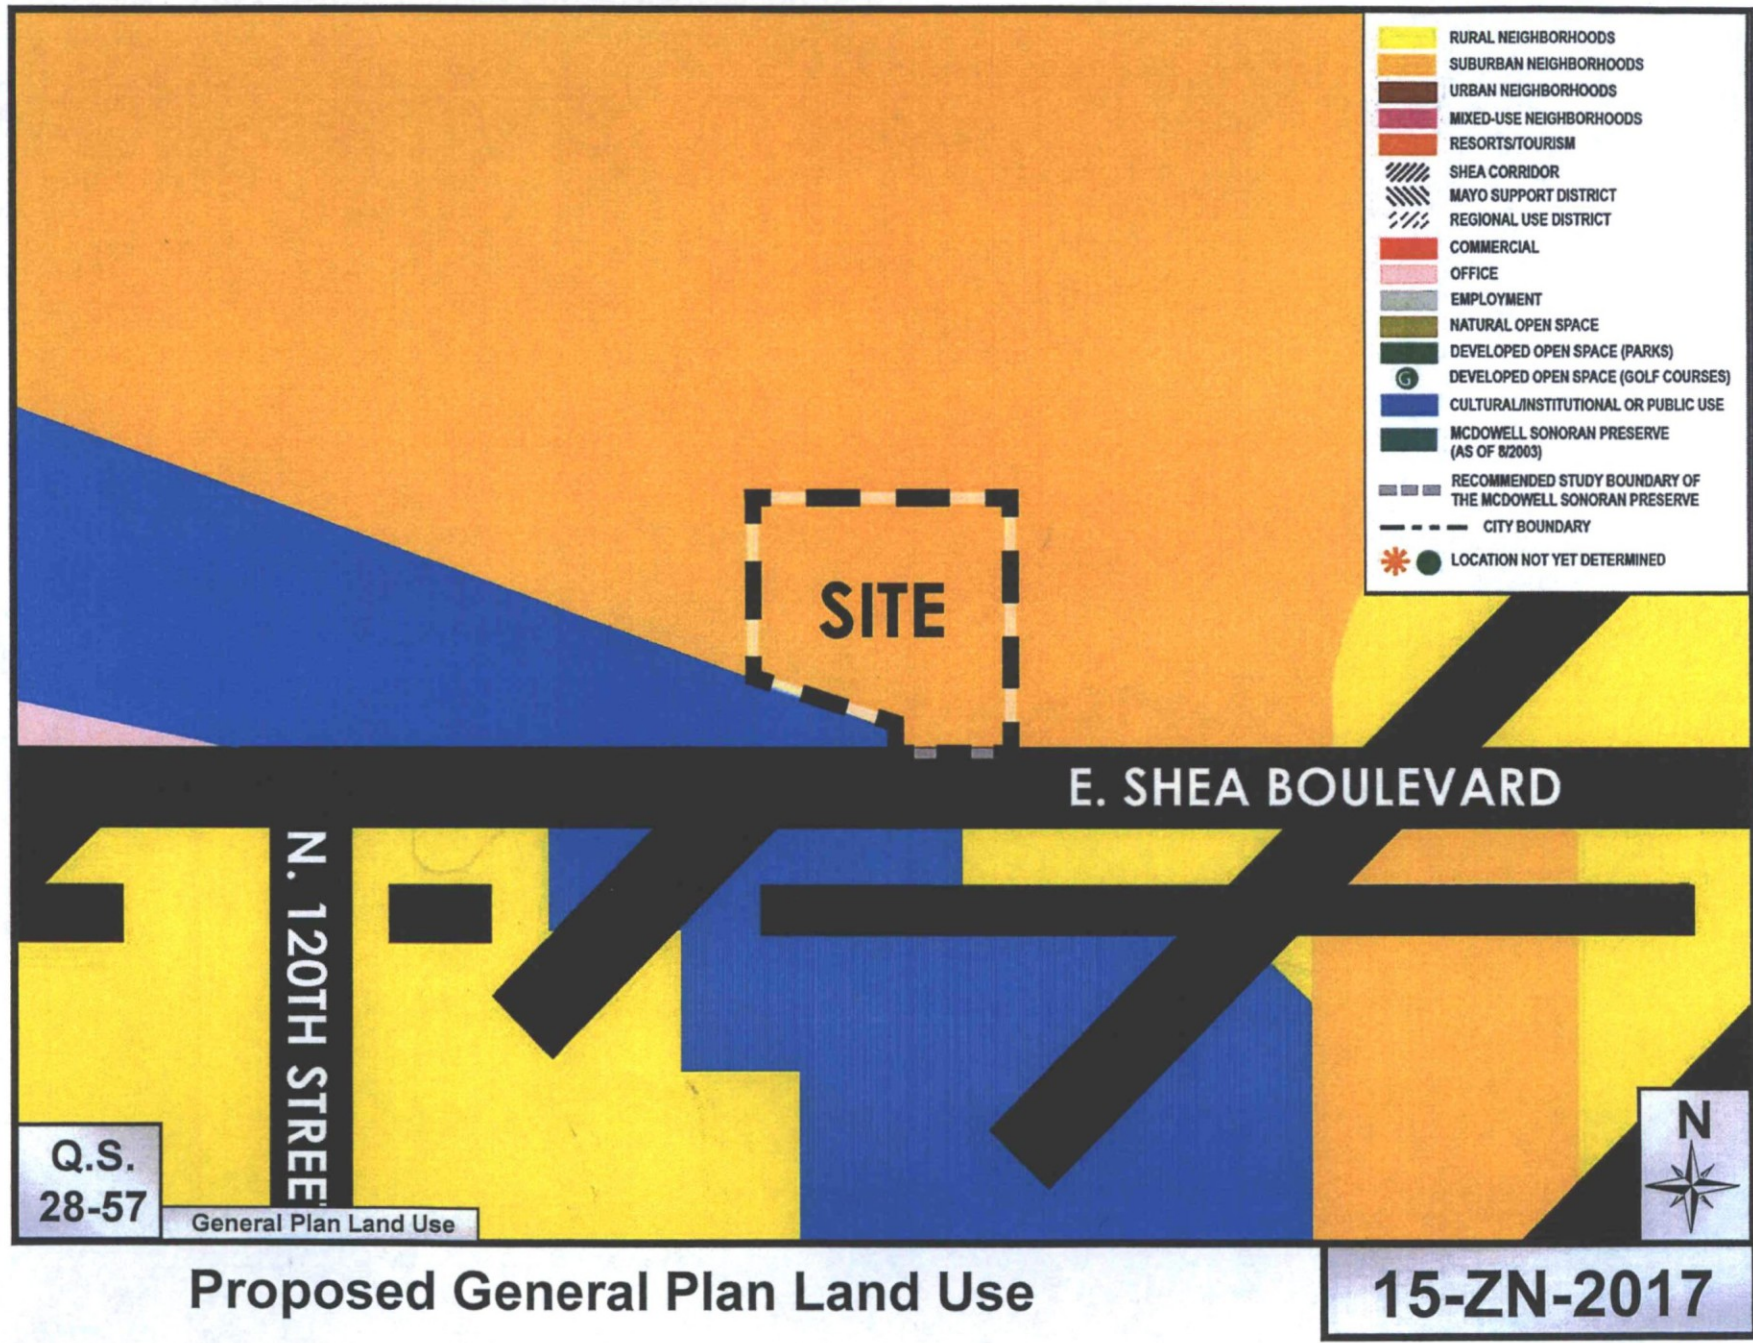 RURAL NEIGHBORHOODS
SUBURBAN NEIGHBORHOODS
URBAN NEIGHBORHOODS
MIXED-USE NEIGHBORHOODS
RESORTS/TOURISM
SHEA CORRIDOR
MAYO SUPPORT DISTRICT
REGIONAL USE DISTRICT
COMMERCIAL
OFFICE
EMPLOYMENT
NATURAL OPEN SPACE
DEVELOPED OPEN SPACE (PARKS)
G DEVELOPED OPEN SPACE (GOLF COURSES)
CULTURAL/INSTITUTIONAL OR PUBLIC USE
MCDOWELL SONORAN PRESERVE
(AS OF 8/2003)
RECOMMENDED STUDY BOUNDARY OF
THE MCDOWELL SONORAN PRESERVE
CITY BOUNDARY
LOCATION NOT YET DETERMINED
SITE
E. SHEA BOULEVARD
N. 120TH STREET
Q.S.
28-57
General Plan Land Use
N
Proposed General Plan Land Use
15-ZN-2017